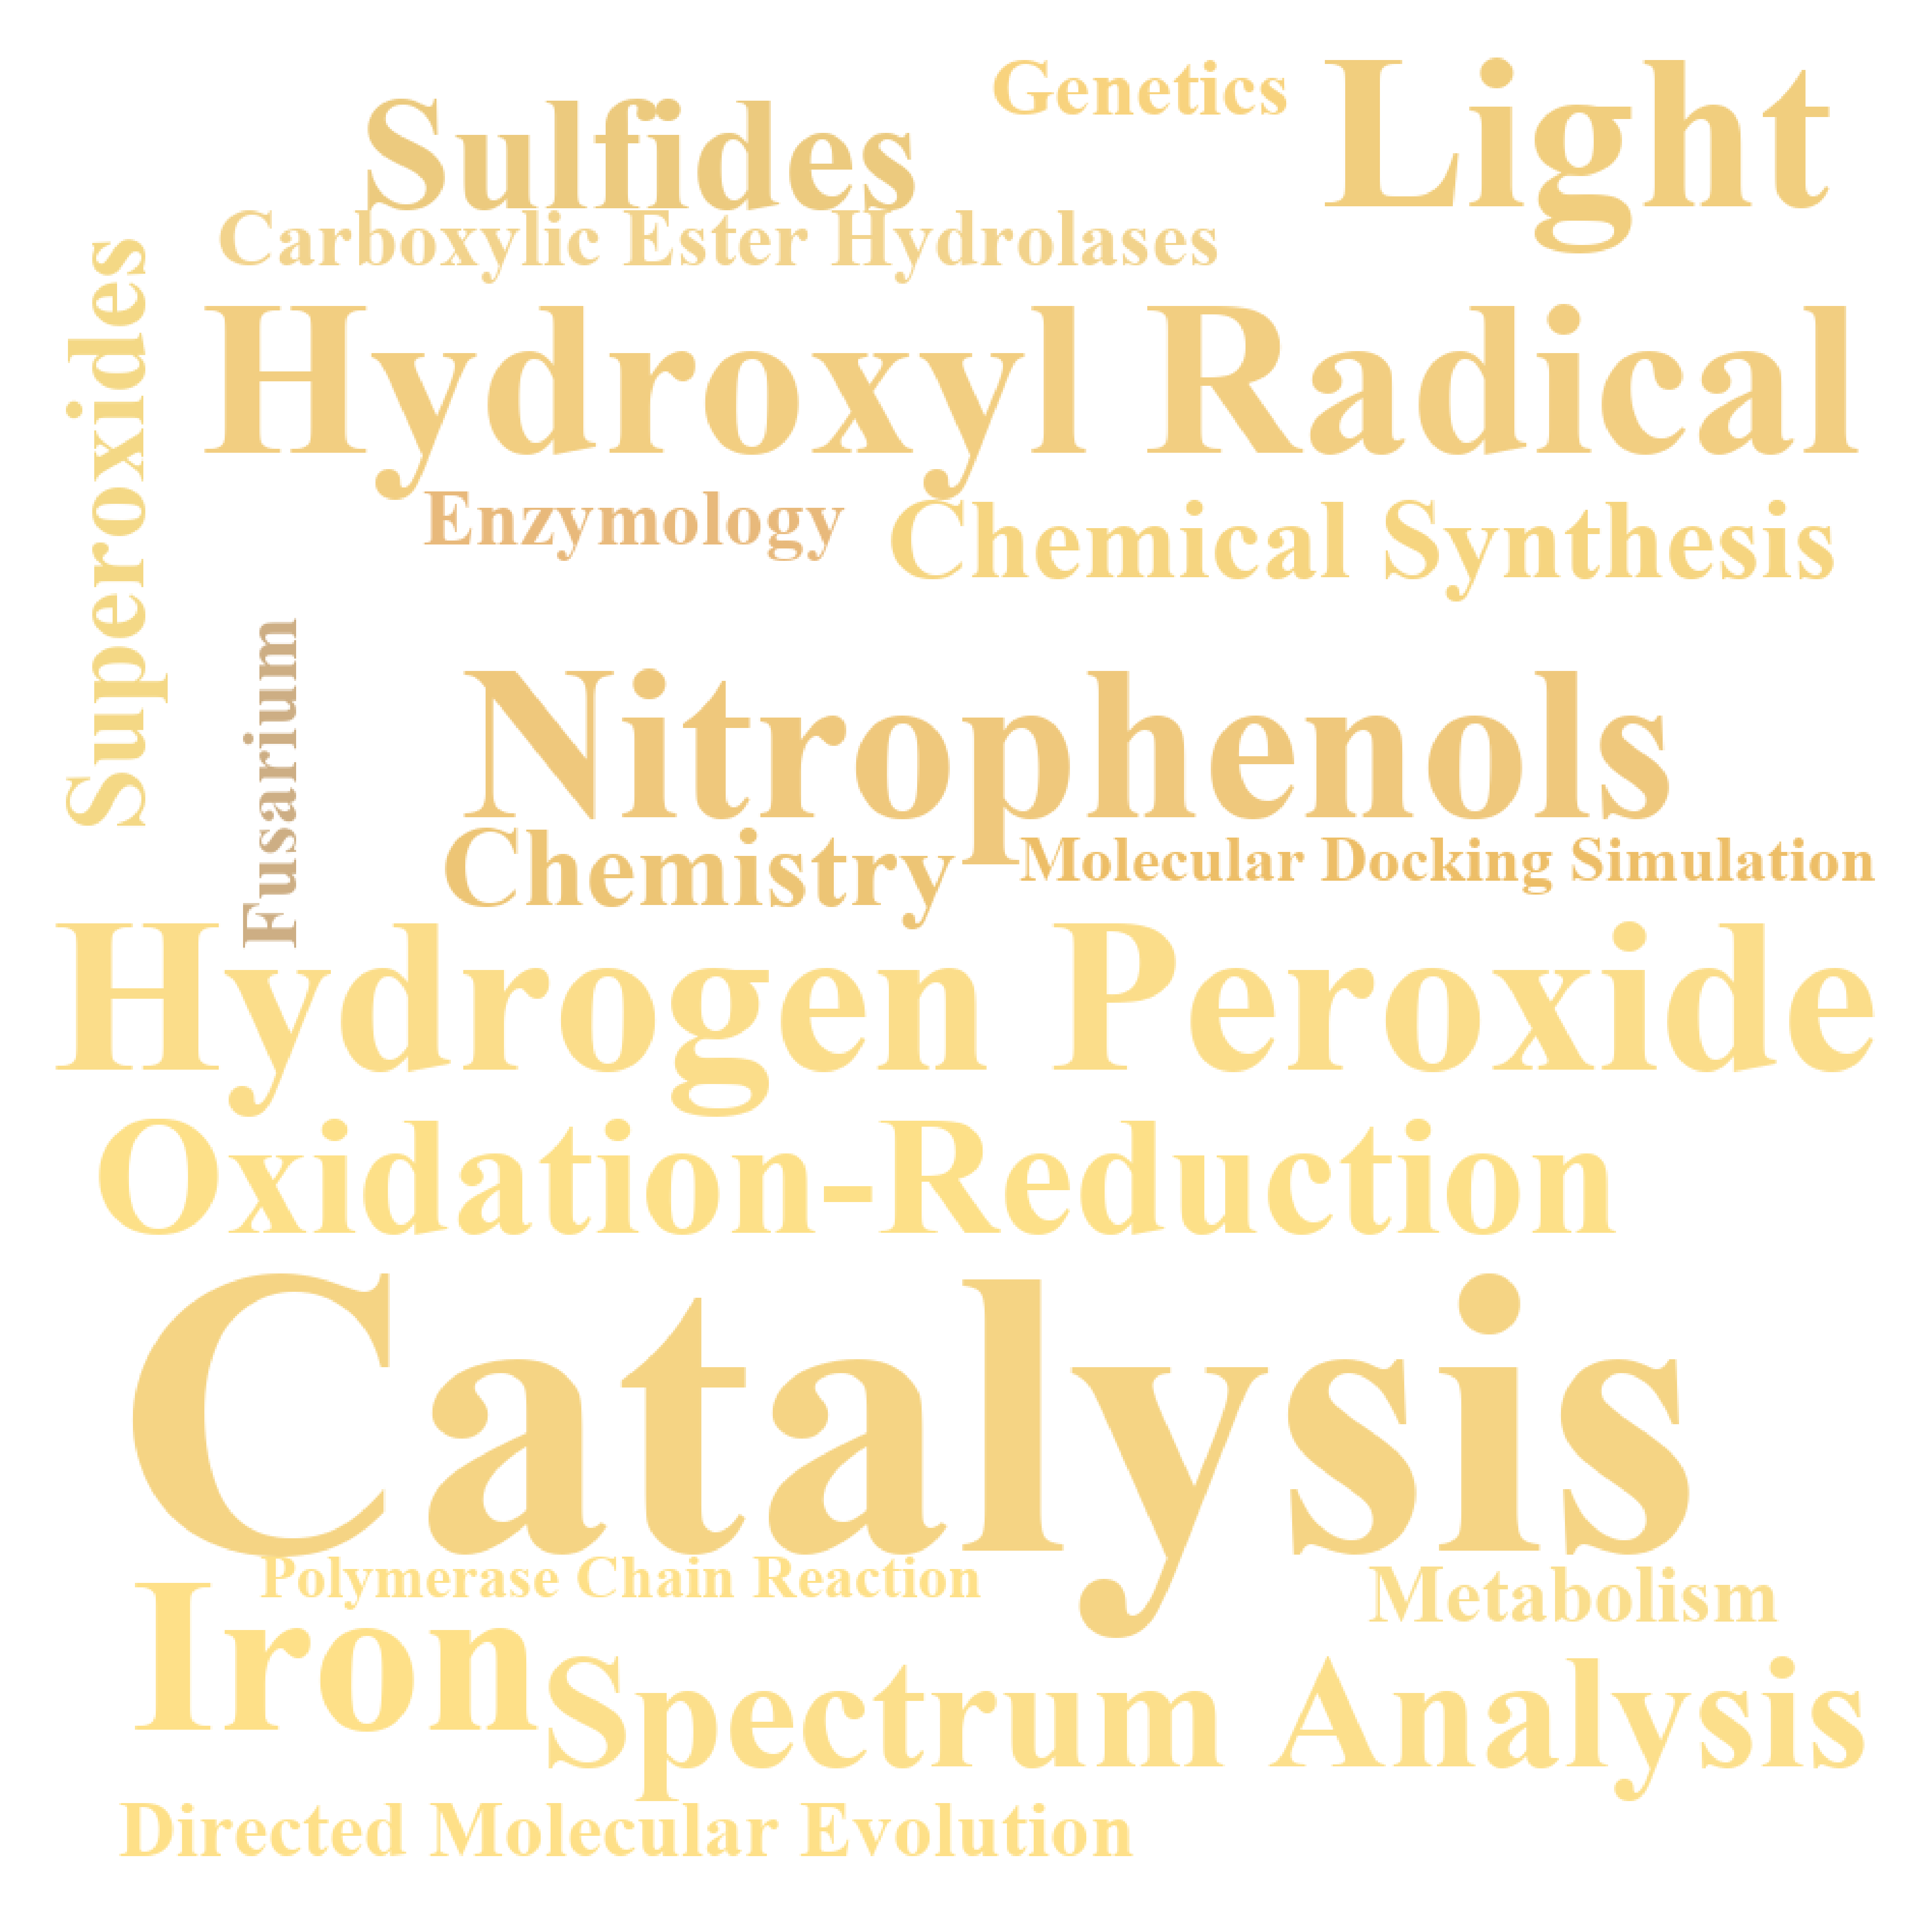 Genetics
Light
Sulfides
Carboxylic Ester Hydrolases
Superoxides
Hydroxyl Radical
Enzymology
Chemical Synthesis
Fusarium
Nitrophenols
Chemistry
Molecular Docking Simulation
Hydrogen Peroxide
Oxidation-Reduction
Catalysis
Polymerase Chain Reaction
Metabolism
Iron
Spectrum Analysis
Directed Molecular Evolution